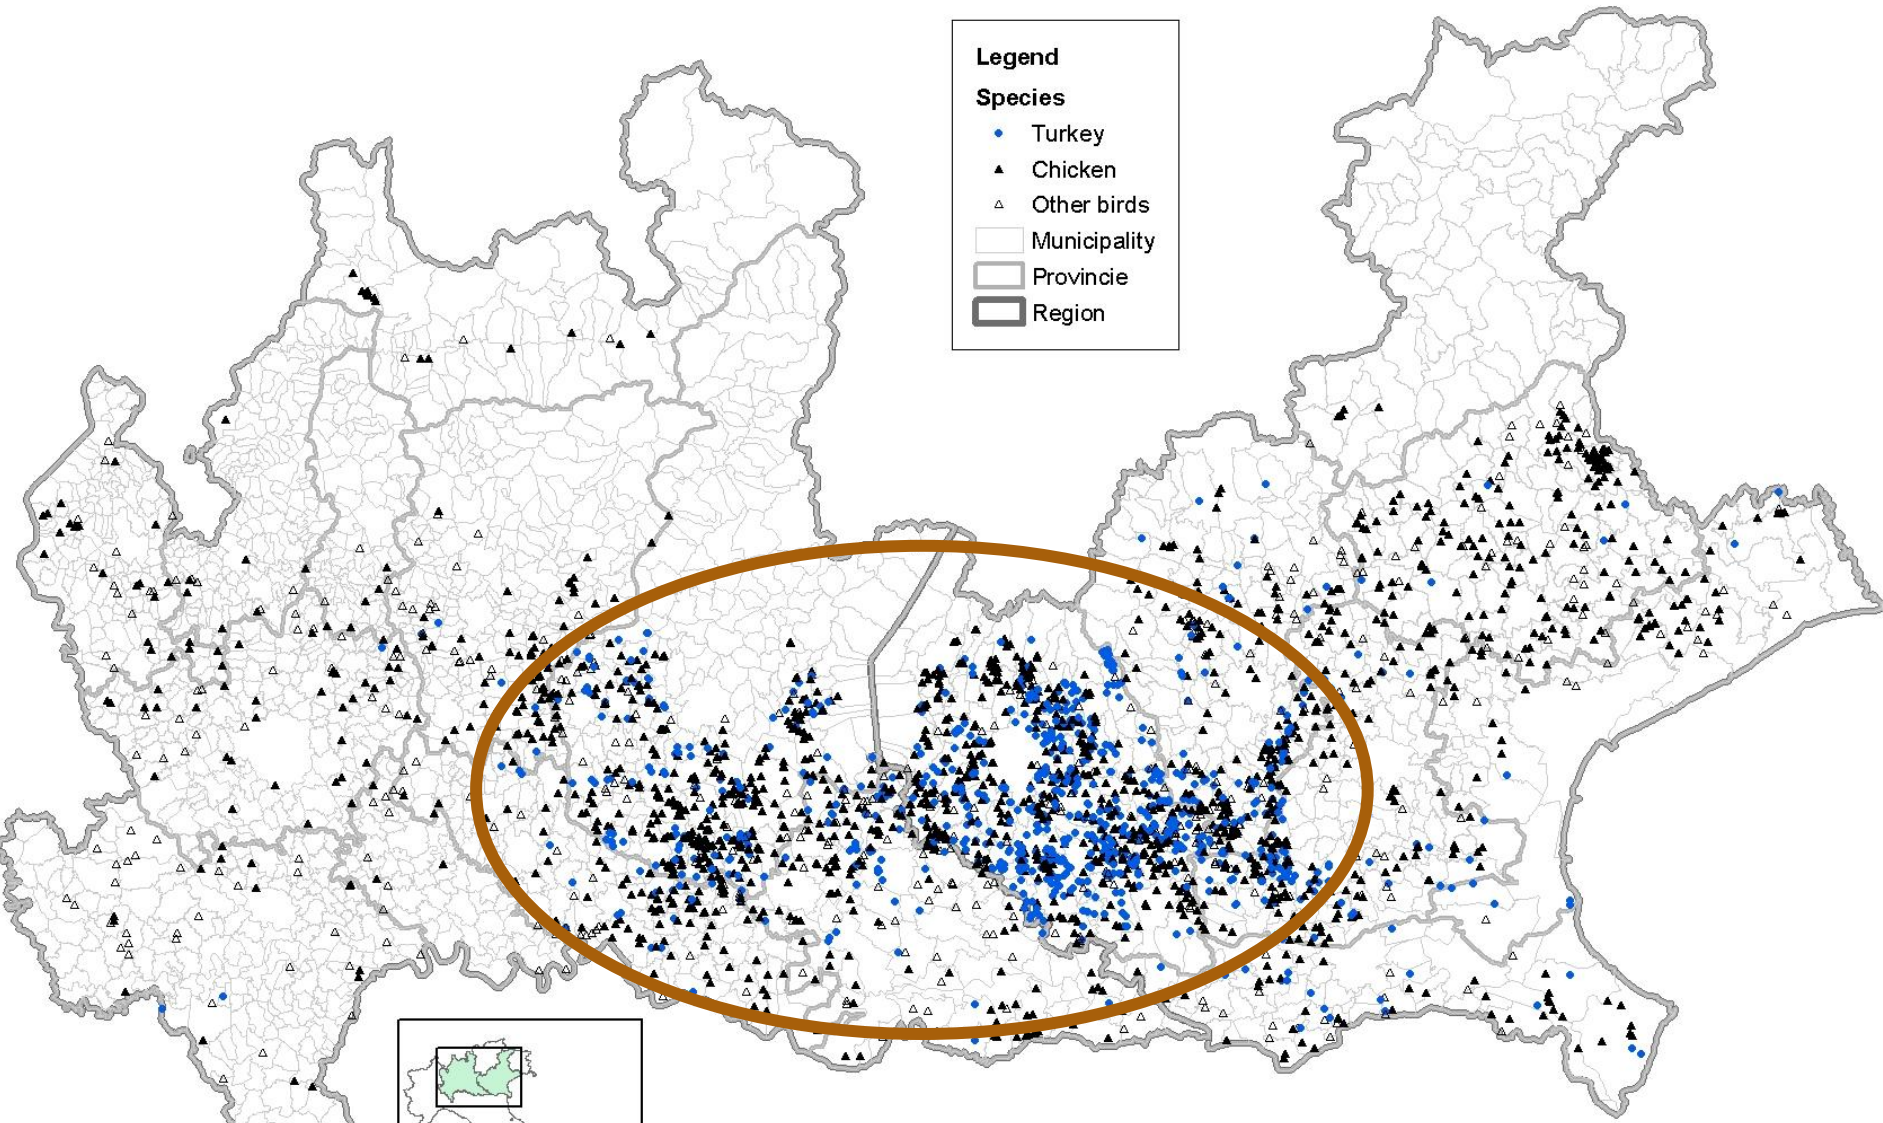 Legend
Species
Turkey
Chicken
Other birds
Municipality
Provincie
Region